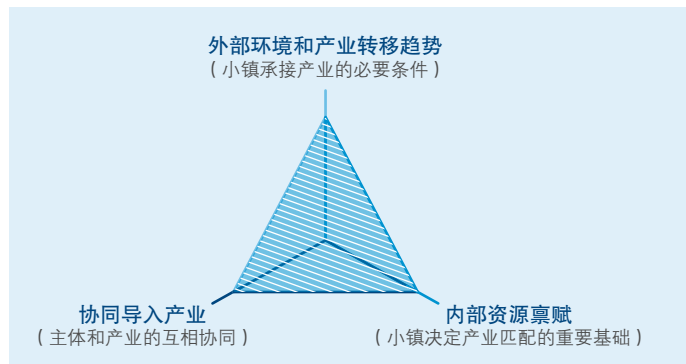 外部环境和产业转移趋势
（小镇承接产业的必要条件）
协同导入产业
（主体和产业的互相协同）
内部资源禀赋
（小镇决定产业匹配的重要基础）